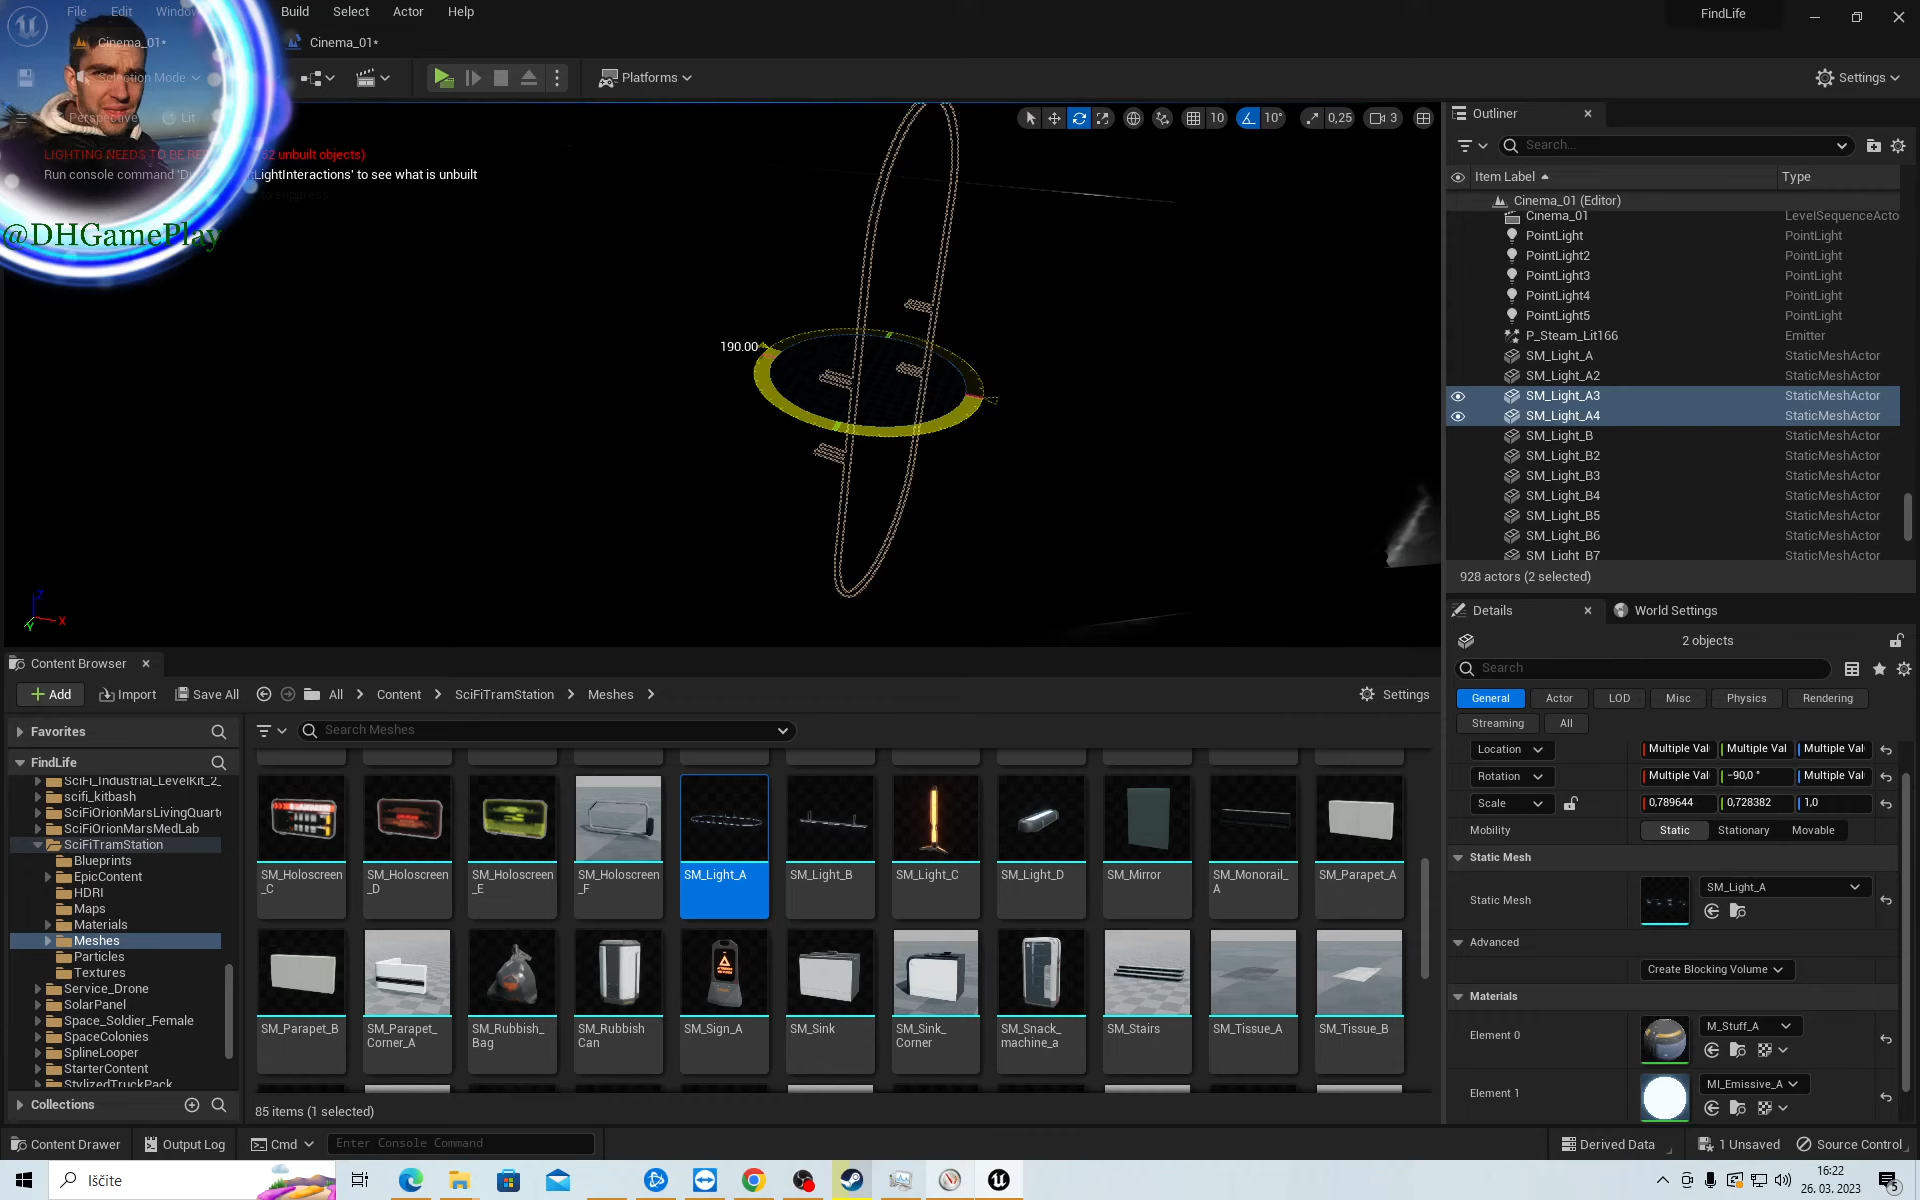 File Edit Window Build Select Actor Help
FindLife
Cinema_01*
Cinema_01*
Selection Mode
Platforms
Settings
Perspective
Lit
10
10°
0,25
3
LIGHTING NEEDS TO BE
unbuilt objects)
Run console command
LightInteractions' to see what is unbuilt
@DHGamePlay
190.00
Z
X
Y
Outliner
Search...
Item Label
Type
Cinema_01 (Editor)
Cinema_01 LevelSequenceActo
PointLight PointLight
PointLight2 PointLight
PointLight3 PointLight
PointLight4 PointLight
PointLight5 PointLight
P_Steam_Lit166 Emitter
SM_Light_A StaticMeshActor
SM_Light_A2 StaticMeshActor
SM_Light_A3 StaticMeshActor
SM_Light_A4 StaticMeshActor
SM_Light_B StaticMeshActor
SM_Light_B2 StaticMeshActor
SM_Light_B3 StaticMeshActor
SM_Light_B4 StaticMeshActor
SM_Light_B5 StaticMeshActor
SM_Light_B6 StaticMeshActor
SM_Light_B7 StaticMeshActor
928 actors (2 selected)
Details
World Settings
2 objects
Search
General Actor LOD Misc Physics Rendering
Streaming All
Location Multiple Val Multiple Val Multiple Val
Rotation Multiple Val -90,0 ° Multiple Val
Scale 0,789644 0,728382 1,0
Mobility Static Stationary Movable
Static Mesh
Static Mesh SM_Light_A
Advanced
Create Blocking Volume
Materials
Element 0 M_Stuff_A
Element 1 MI_Emissive_A
Content Browser
Add Import Save All All Content SciFiTramStation Meshes Settings
Favorites
FindLife
SciFi_Industrial_LevelKit_2_
scifi_kitbash
SciFiOrionMarsLivingQuarte
SciFiOrionMarsMedLab
SciFiTramStation
Blueprints
EpicContent
HDRI
Maps
Materials
Meshes
Particles
Textures
Service_Drone
SolarPanel
Space_Soldier_Female
SpaceColonies
SplineLooper
StarterContent
StylizedTruckPack
Collections
Search Meshes
SM_Holoscreen_C
SM_Holoscreen_D
SM_Holoscreen_E
SM_Holoscreen_F
SM_Light_A
SM_Light_B
SM_Light_C
SM_Light_D
SM_Mirror
SM_Monorail_A
SM_Parapet_A
SM_Parapet_B
SM_Parapet_Corner_A
SM_Rubbish_Bag
SM_Rubbish Can
SM_Sign_A
SM_Sink
SM_Sink_Corner
SM_Snack_machine_a
SM_Stairs
SM_Tissue_A
SM_Tissue_B
85 items (1 selected)
Content Drawer Output Log Cmd Enter Console Command
Derived Data 1 Unsaved Source Control
Iščite
16:22
26. 03. 2023
5